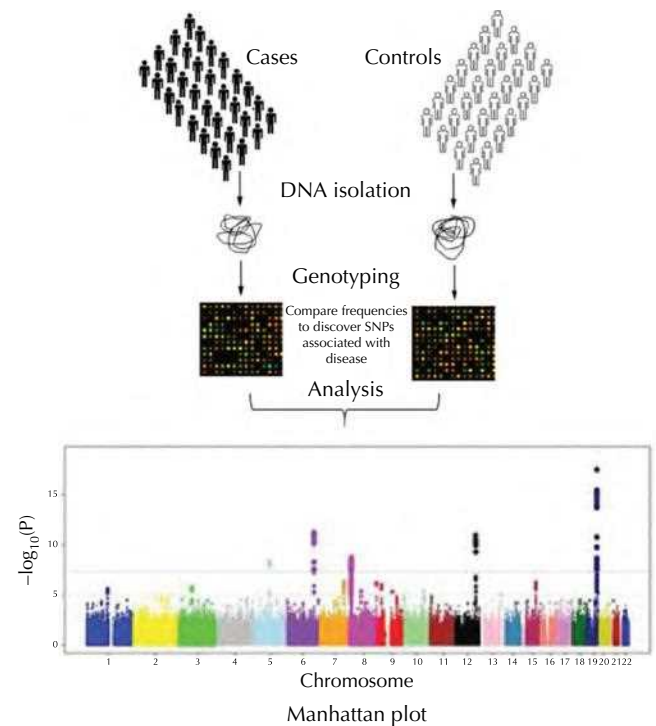 Cases Controls
DNA isolation
Genotyping
Compare frequencies
to discover SNPs
associated with
disease
Analysis
−log10(P)
15
10
5
0
1 2 3 4 5 6 7 8 9 10 11 12 13 14 15 16 17 18 19 20 21 22
Chromosome
Manhattan plot